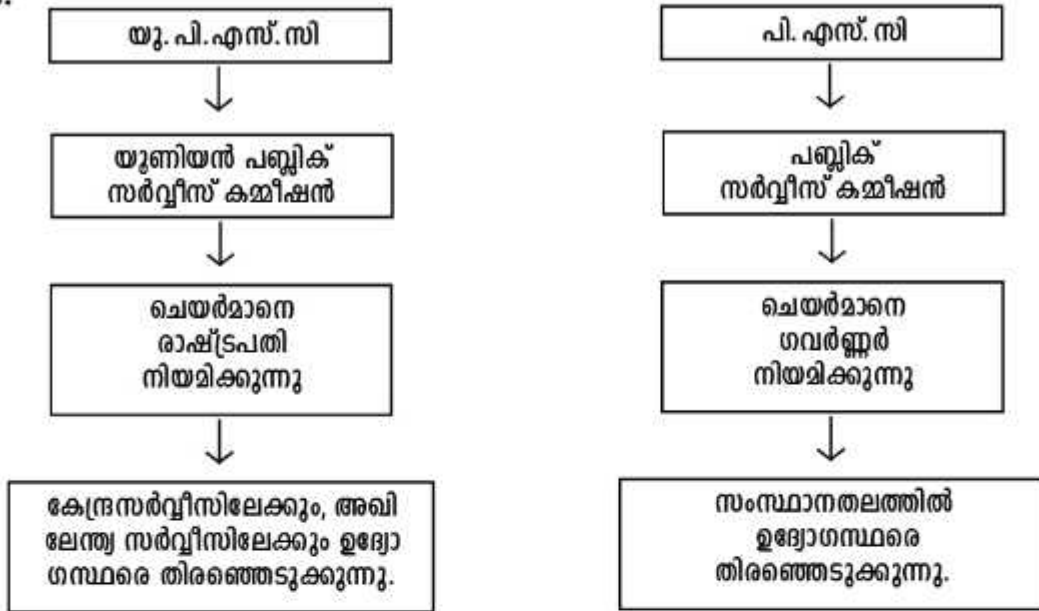 യു. പി. എസ്. സി
യൂണിയൻ പബ്ലിക്
സർവ്വീസ് കമ്മീഷൻ
ചെയർമാനെ
രാഷ്ട്രപതി
നിയമിക്കുന്നു
കേന്ദ്രസർവ്വീസിലേക്കും, അഖി
ലേന്ത്യ സർവ്വീസിലേക്കും ഉദ്യോ
ഗസ്ഥരെ തിരഞ്ഞെടുക്കുന്നു.
പി. എസ്. സി
പബ്ലിക്
സർവ്വീസ് കമ്മീഷൻ
ചെയർമാനെ
ഗവർണ്ണർ
നിയമിക്കുന്നു
സംസ്ഥാനതലത്തിൽ
ഉദ്യോഗസ്ഥരെ
തിരഞ്ഞെടുക്കുന്നു.